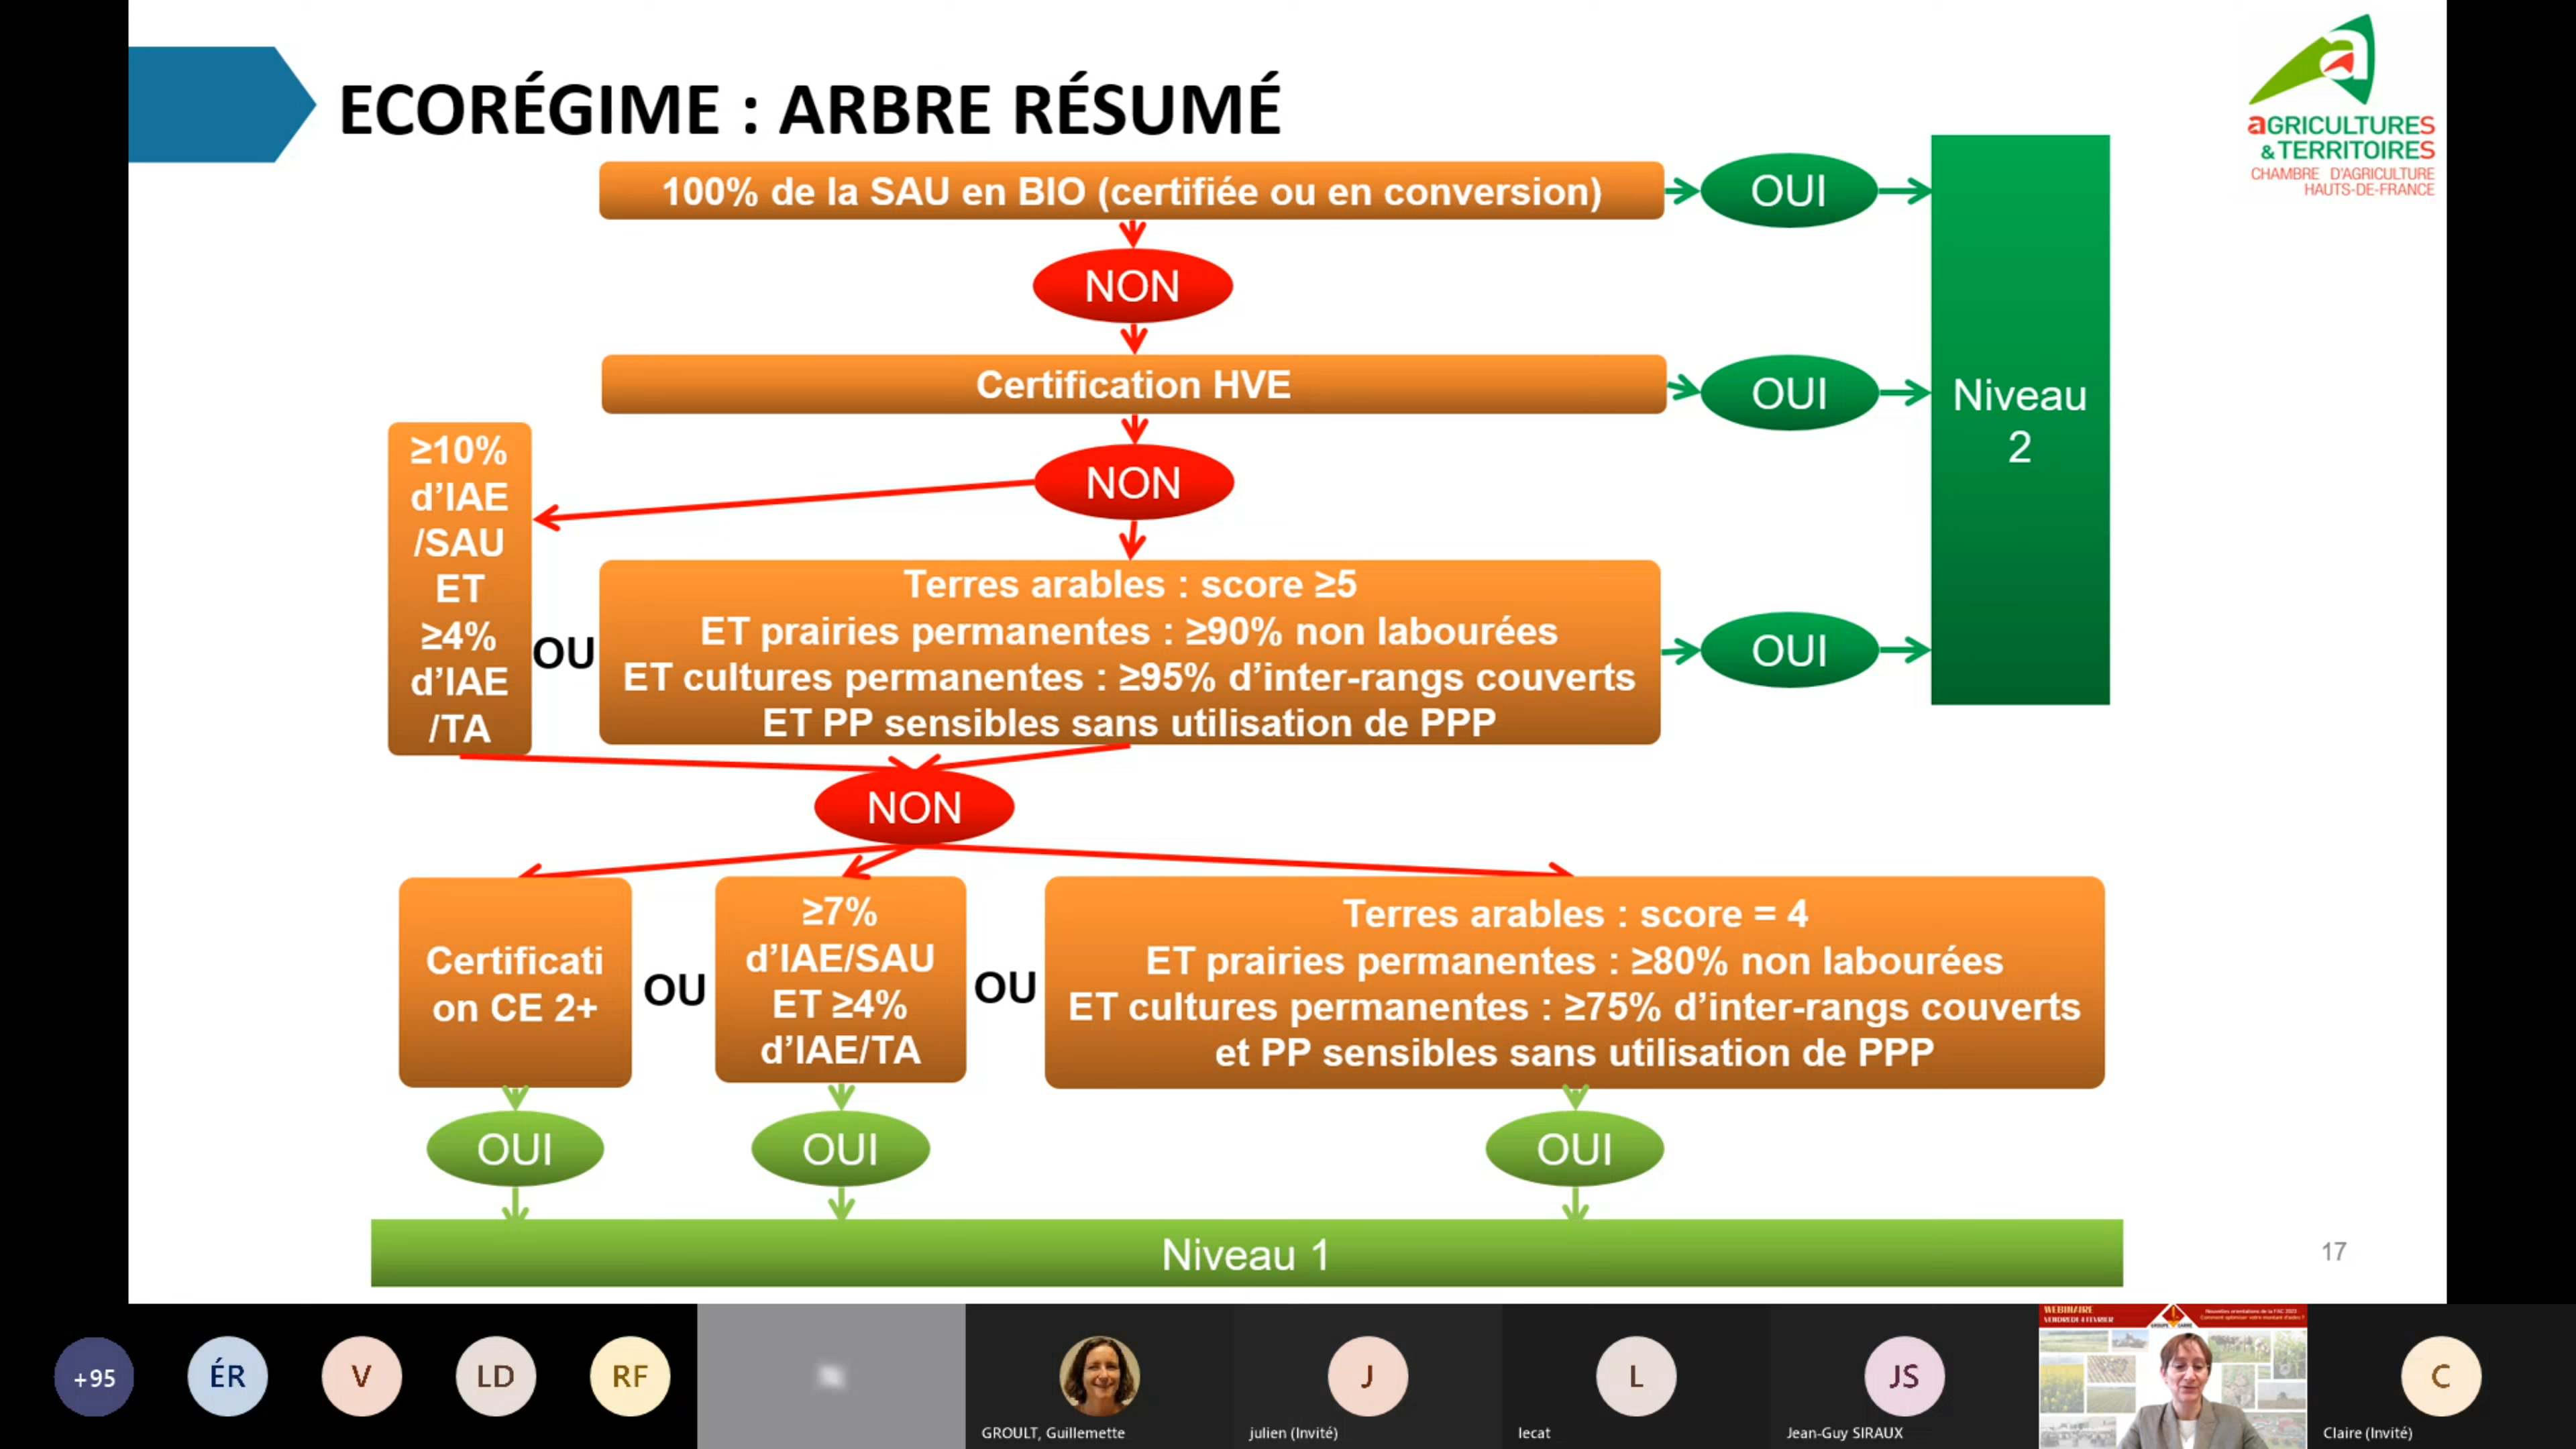 ECORÉGIME : ARBRE RÉSUMÉ
aGRICULTURES
& TERRITOIRES
CHAMBRE D'AGRICULTURE
HAUTS-DE-FRANCE
100% de la SAU en BIO (certifiée ou en conversion)
OUI
NON
Certification HVE
OUI
Niveau
2
NON
≥10%
d'IAE
/SAU
ET
≥4%
d'IAE
/TA
OU
Terres arables : score ≥5
ET prairies permanentes : ≥90% non labourées
ET cultures permanentes : ≥95% d'inter-rangs couverts
ET PP sensibles sans utilisation de PPP
OUI
NON
Certificati
on CE 2+
OU
≥7%
d'IAE/SAU
ET ≥4%
d'IAE/TA
OU
Terres arables : score = 4
ET prairies permanentes : ≥80% non labourées
ET cultures permanentes : ≥75% d'inter-rangs couverts
et PP sensibles sans utilisation de PPP
OUI
OUI
OUI
Niveau 1
17
+95
ÉR
V
LD
RF
GROULT, Guillemette
J
julien (Invité)
L
lecat
JS
Jean-Guy SIRAUX
WEBINAIRE
VENDREDI 4 FEVRIER
C
Claire (Invité)